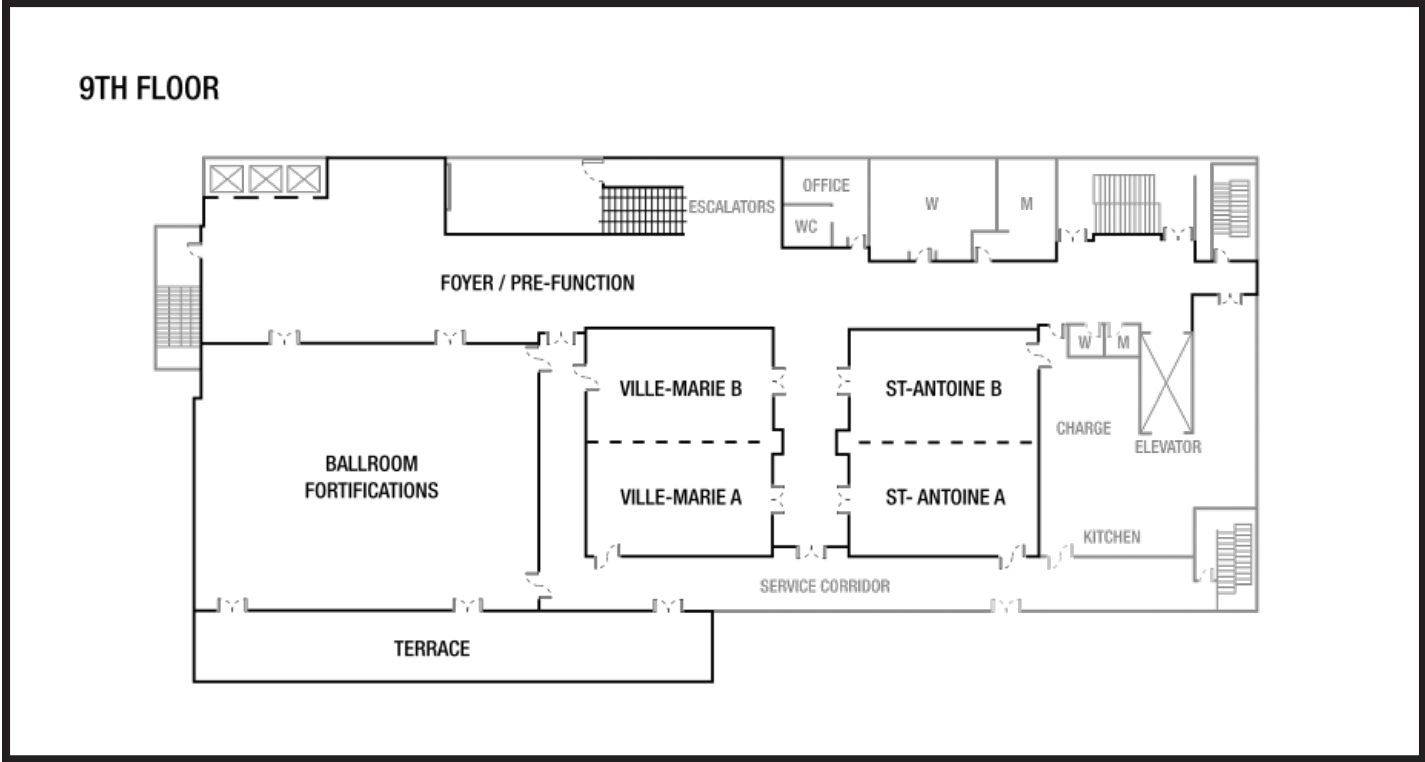 9TH FLOOR
OFFICE
WC
W
M
ESCALATORS
FOYER / PRE-FUNCTION
W
M
VILLE-MARIE B
ST-ANTOINE B
CHARGE
ELEVATOR
BALLROOM
FORTIFICATIONS
VILLE-MARIE A
ST- ANTOINE A
KITCHEN
SERVICE CORRIDOR
TERRACE